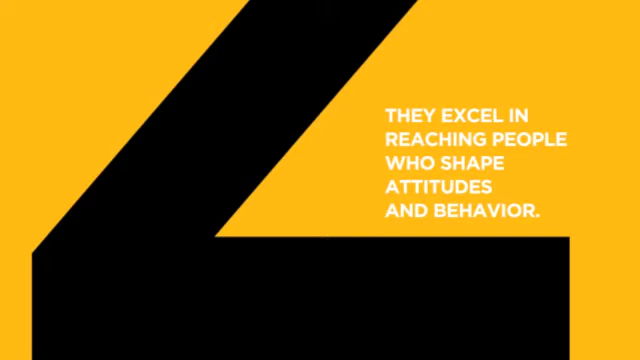 THEY EXCEL IN
REACHING PEOPLE
WHO SHAPE
ATTITUDES
AND BEHAVIOR.